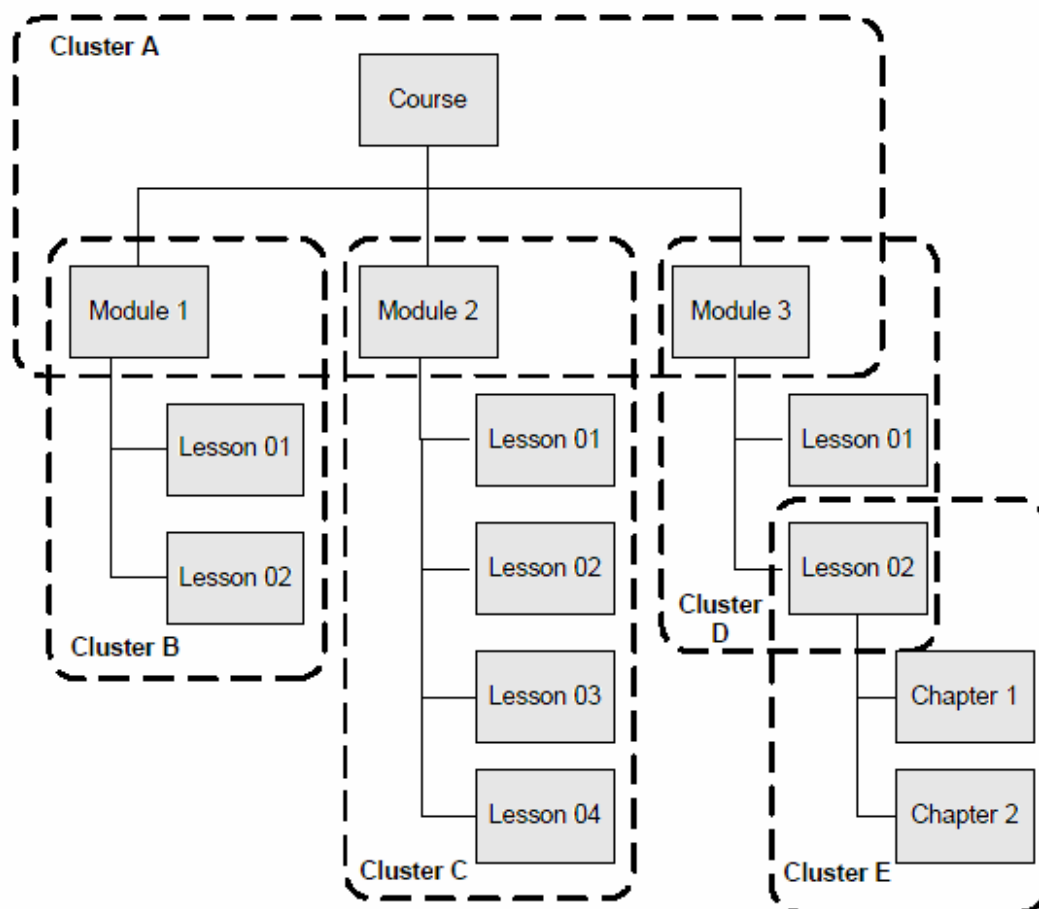 Cluster A
Course
Module 1
Module 2
Module 3
Lesson 01
Lesson 01
Lesson 01
Lesson 02
Lesson 02
Lesson 02
Cluster
D
Cluster B
Lesson 03
Chapter 1
Lesson 04
Chapter 2
Cluster C
Cluster E